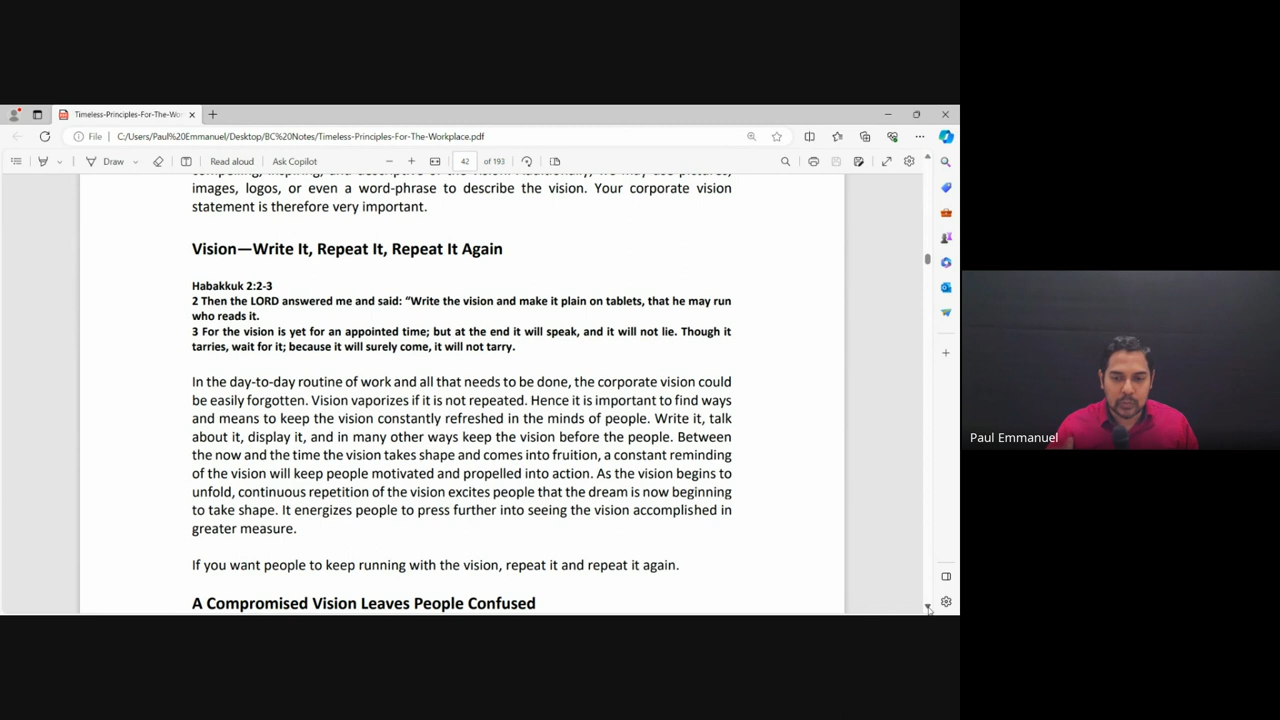 Timeless-Principles-For-The-Wor
File
C:/Users/Paul%20Emmanuel/Desktop/BC%20Notes/Timeless-Principles-For-The-Workplace.pdf
Draw
Read aloud
Ask Copilot
42
of 193
images, logos, or even a word-phrase to describe the vision. Your corporate vision
statement is therefore very important.
Vision—Write It, Repeat It, Repeat It Again
Habakkuk 2:2-3
2 Then the LORD answered me and said: “Write the vision and make it plain on tablets, that he may run
who reads it.
3 For the vision is yet for an appointed time; but at the end it will speak, and it will not lie. Though it
tarries, wait for it; because it will surely come, it will not tarry.
In the day-to-day routine of work and all that needs to be done, the corporate vision could
be easily forgotten. Vision vaporizes if it is not repeated. Hence it is important to find ways
and means to keep the vision constantly refreshed in the minds of people. Write it, talk
about it, display it, and in many other ways keep the vision before the people. Between
the now and the time the vision takes shape and comes into fruition, a constant reminding
of the vision will keep people motivated and propelled into action. As the vision begins to
unfold, continuous repetition of the vision excites people that the dream is now beginning
to take shape. It energizes people to press further into seeing the vision accomplished in
greater measure.
If you want people to keep running with the vision, repeat it and repeat it again.
A Compromised Vision Leaves People Confused
Paul Emmanuel